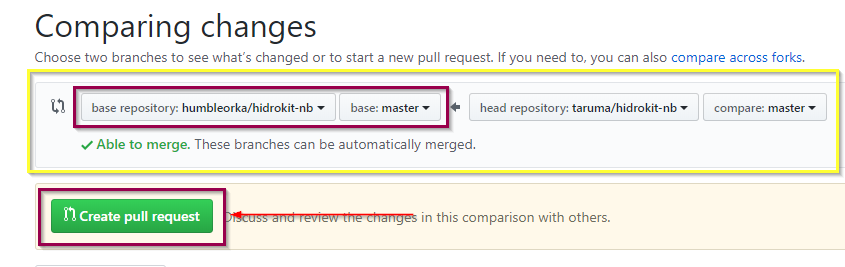 Comparing changes
Choose two branches to see what's changed or to start a new pull request. If you need to, you can also compare across forks.
base repository: humbleorka/hidrokit-nb base: master head repository: taruma/hidrokit-nb compare: master
Able to merge. These branches can be automatically merged.
Create pull request Discuss and review the changes in this comparison with others.